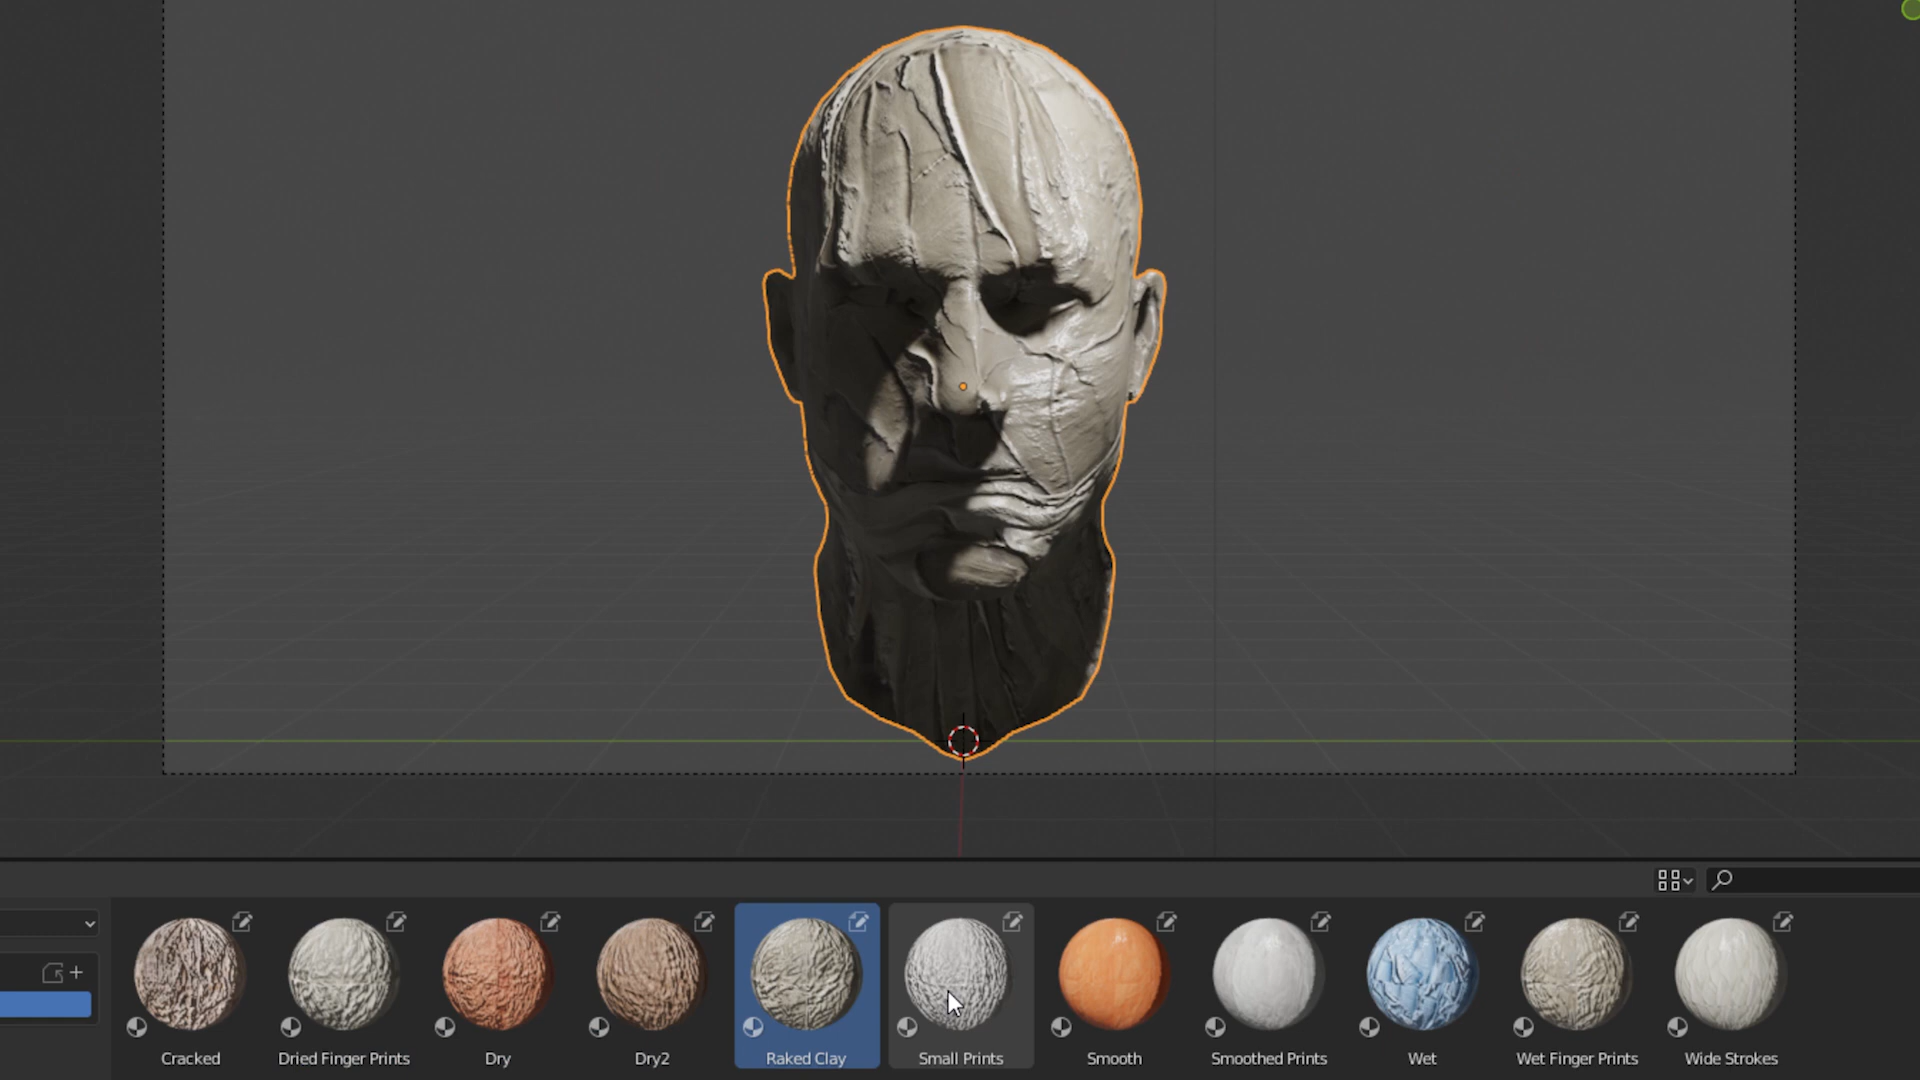 Cracked
Dried Finger Prints
Dry
Dry2
Raked Clay
Small Prints
Smooth
Smoothed Prints
Wet
Wet Finger Prints
Wide Strokes